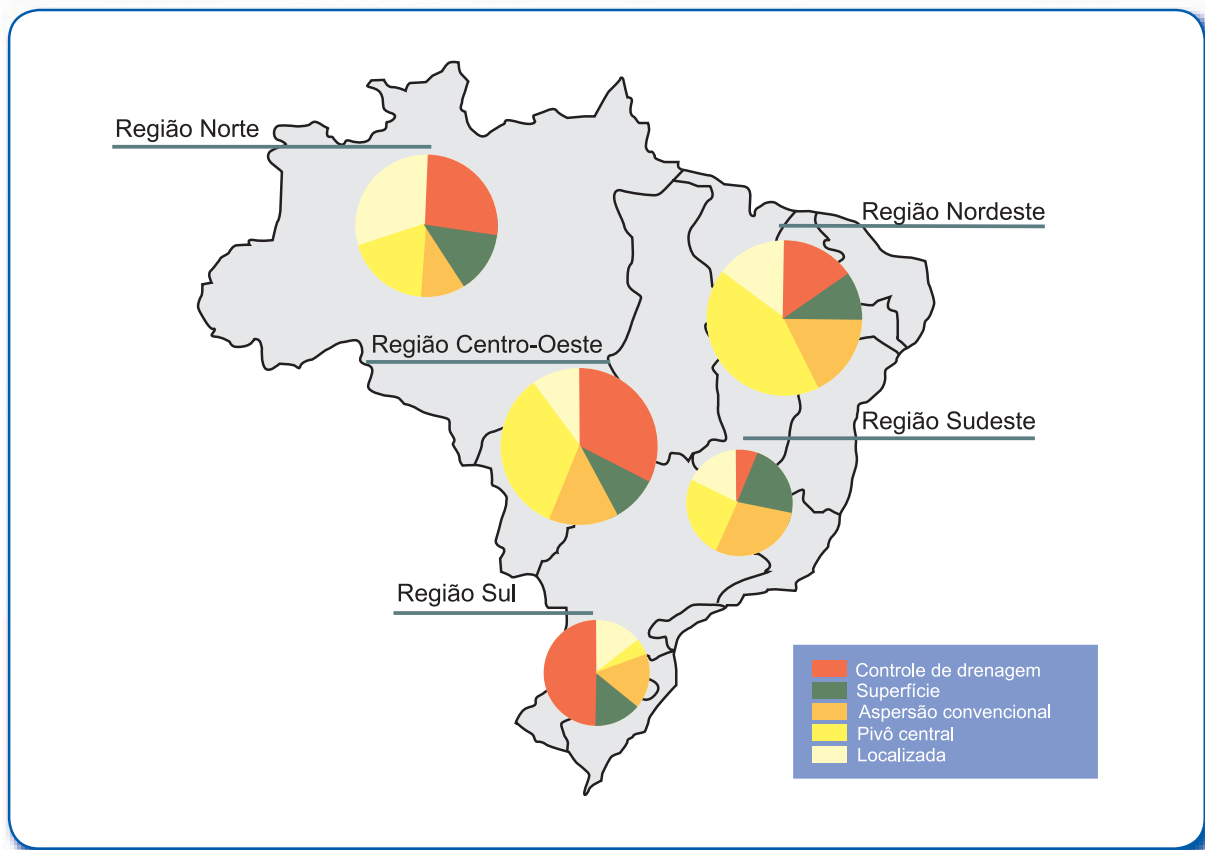 Região Norte
Região Nordeste
Região Centro-Oeste
Região Sudeste
Região Sul
Controle de drenagem
Superfície
Aspersão convencional
Pivô central
Localizada